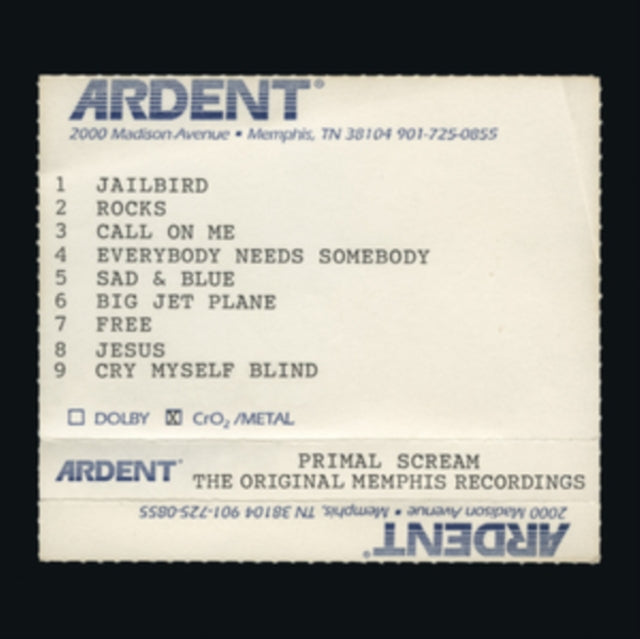 ARDENT®
2000 Madison Avenue • Memphis, TN 38104 901-725-0855
1 JAILBIRD
2 ROCKS
3 CALL ON ME
4 EVERYBODY NEEDS SOMEBODY
5 SAD & BLUE
6 BIG JET PLANE
7 FREE
8 JESUS
9 CRY MYSELF BLIND
☐ DOLBY ☒ CrO₂/METAL
ARDENT®
PRIMAL SCREAM
THE ORIGINAL MEMPHIS RECORDINGS
2000 Madison Avenue • Memphis, TN 38104 901-725-0855
ARDENT®